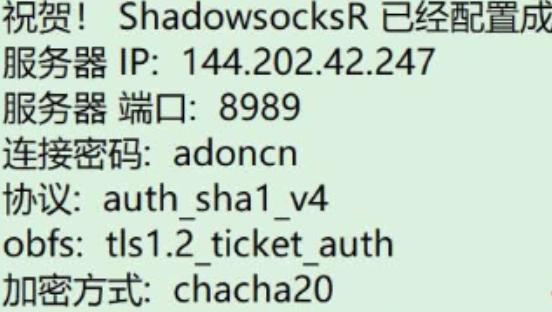 祝贺! ShadowsocksR 已经配置成
服务器 IP: 144.202.42.247
服务器 端口: 8989
连接密码: adoncn
协议: auth_sha1_v4
obfs: tls1.2_ticket_auth
加密方式: chacha20